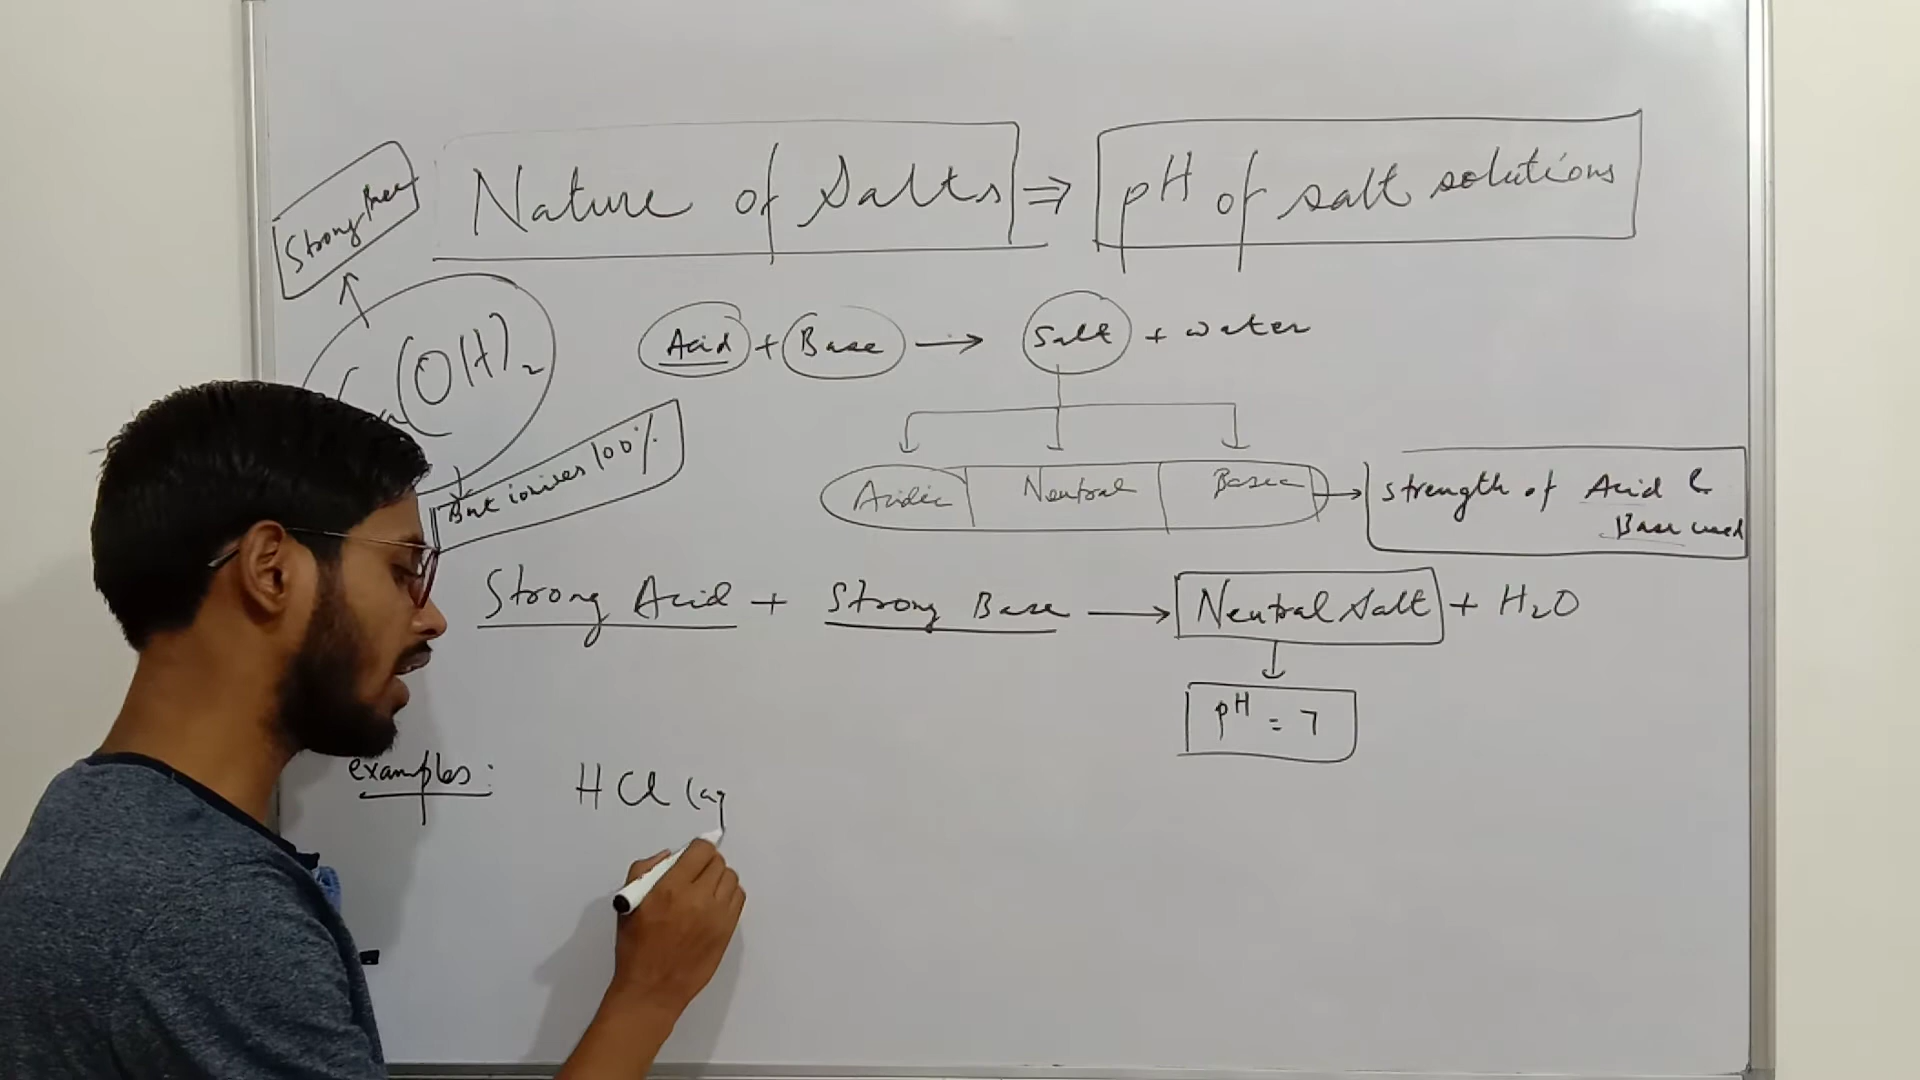 Nature of Salts ⇒ pH of salt solutions
Strong Base
(OH)₂
But ionises 100%
Acid + Base → Salt + water
Acidic Neutral Basic → strength of Acid &
Base used
Strong Acid + Strong Base → Neutral Salt + H₂O
pH = 7
examples: HCl (aq